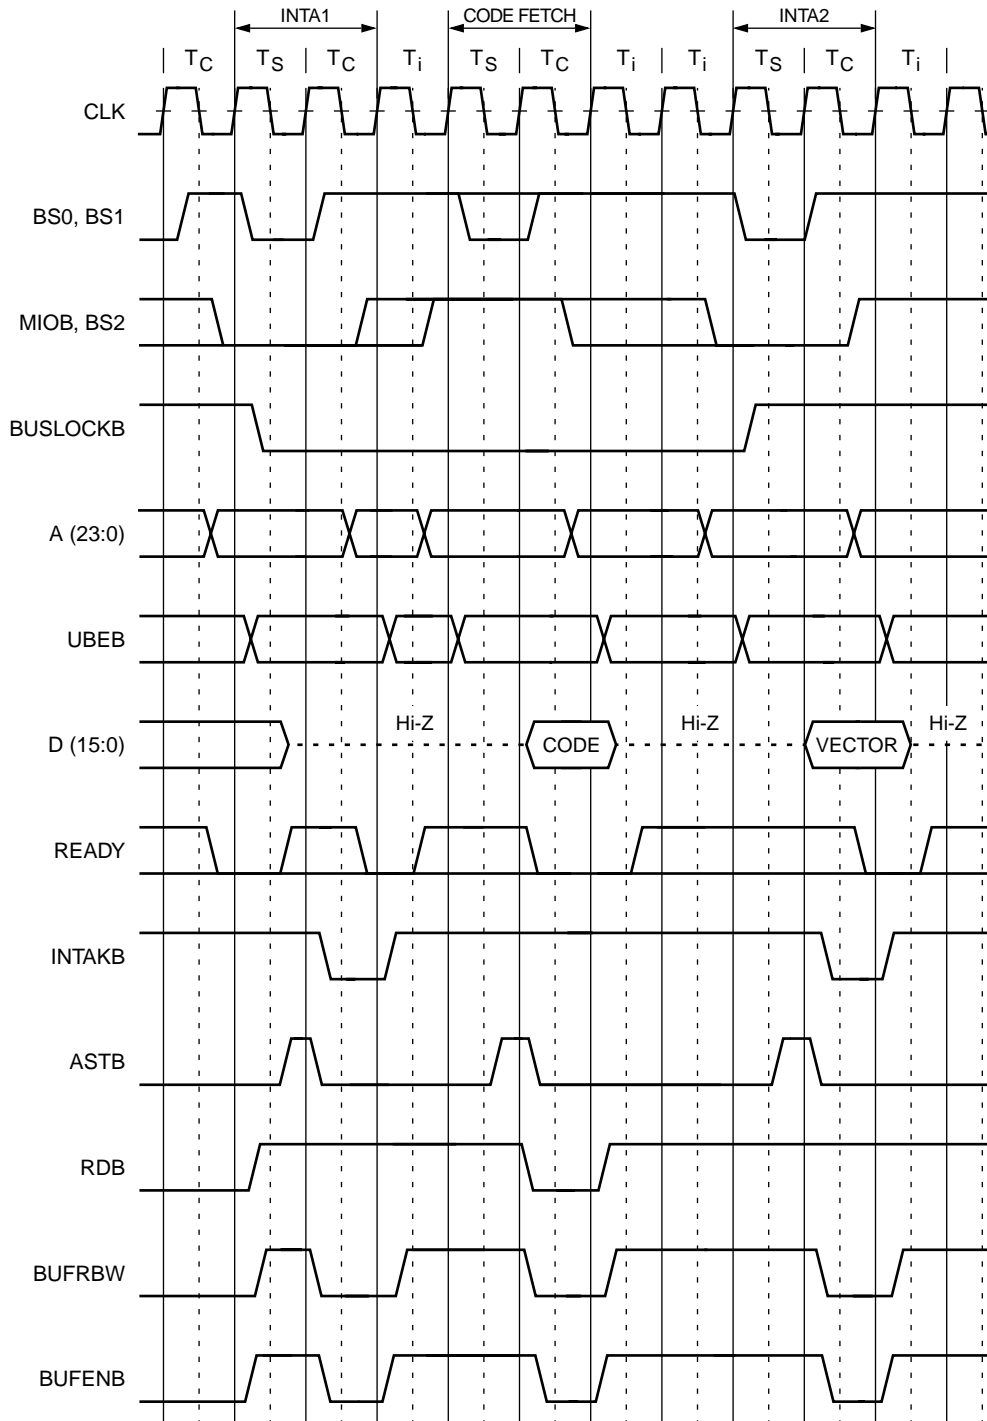 INTA1 CODE FETCH INTA2
TC TS TC Ti TS TC Ti Ti TS TC Ti
CLK
BS0, BS1
MIOB, BS2
BUSLOCKB
A (23:0)
UBEB
D (15:0) Hi-Z CODE Hi-Z VECTOR Hi-Z
READY
INTAKB
ASTB
RDB
BUFRBW
BUFENB